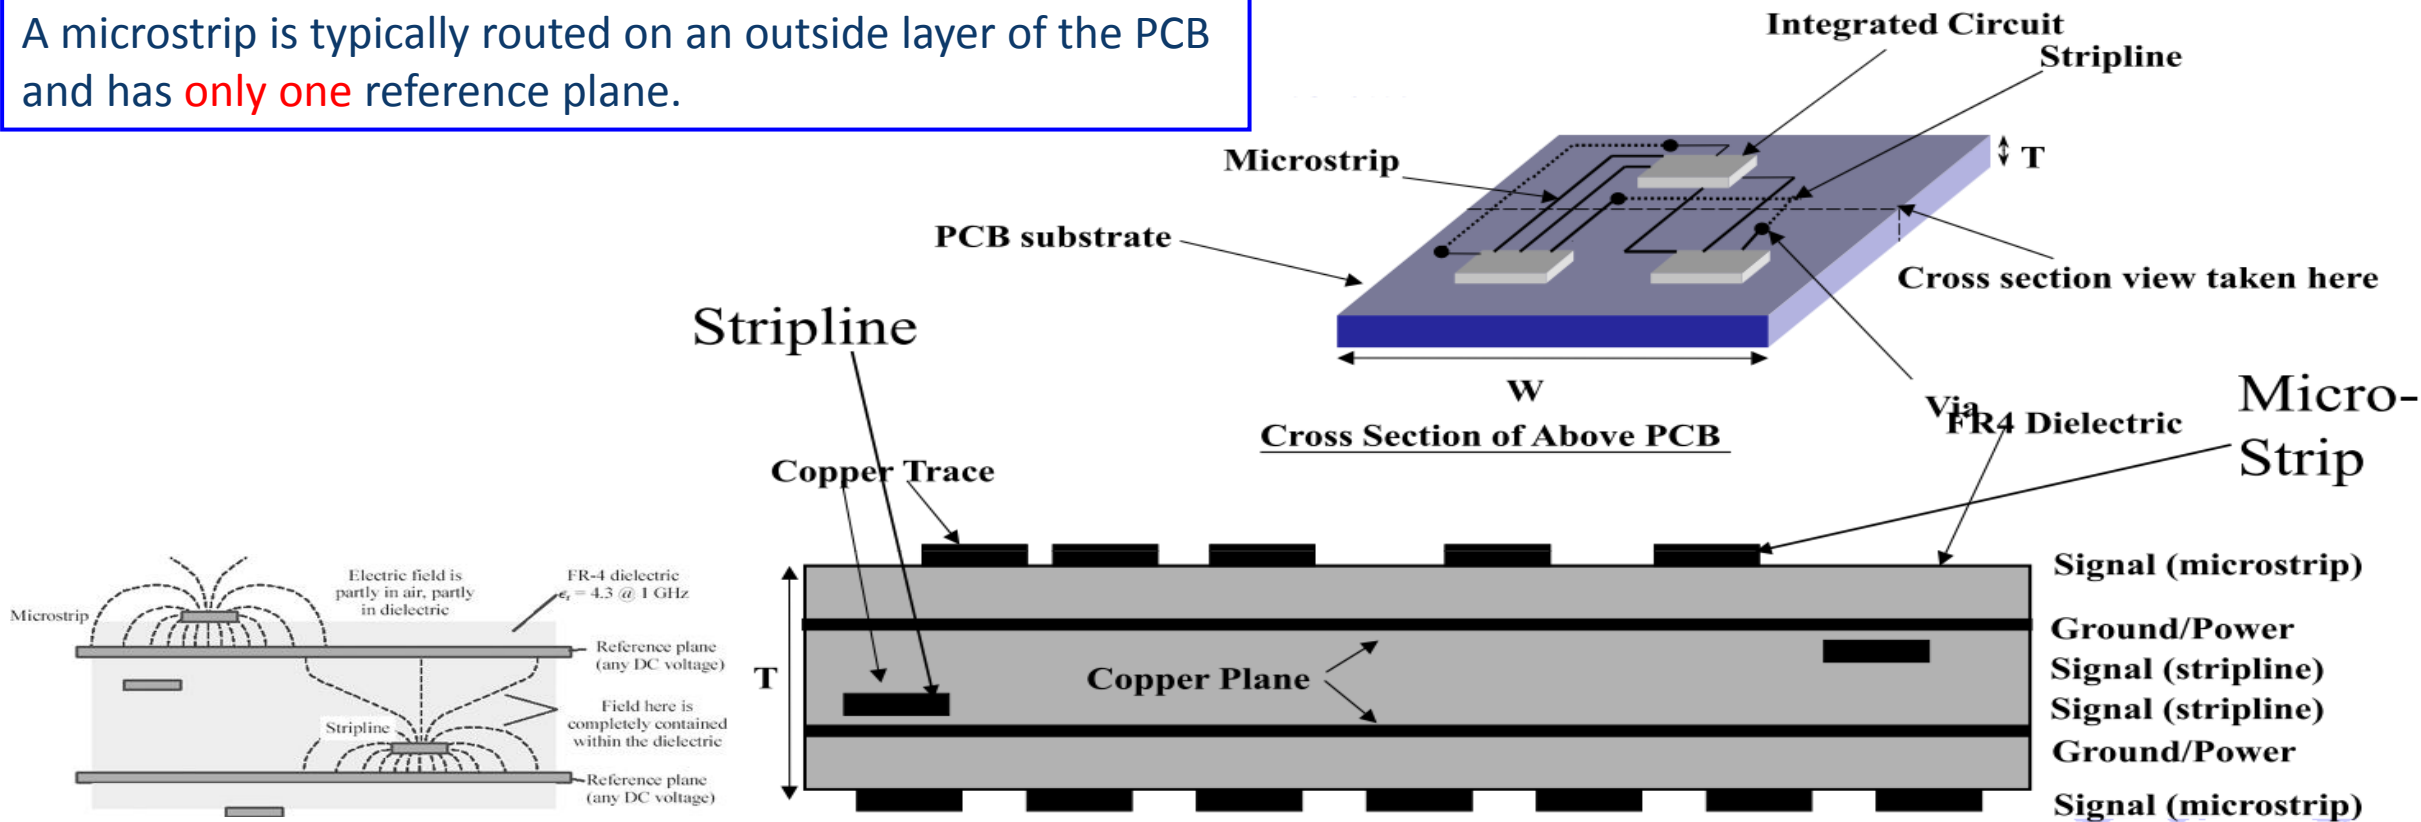 A microstrip is typically routed on an outside layer of the PCB
and has only one reference plane.
Integrated Circuit
Stripline
Microstrip
T
PCB substrate
Cross section view taken here
Stripline
W
Via
FR4 Dielectric
Micro-
Strip
Cross Section of Above PCB
Copper Trace
Signal (microstrip)
Ground/Power
Signal (stripline)
Signal (stripline)
Ground/Power
Signal (microstrip)
T
Copper Plane
Electric field is
partly in air, partly
in dielectric
FR-4 dielectric
εr = 4.3 @ 1 GHz
Microstrip
Reference plane
(any DC voltage)
Field here is
completely contained
within the dielectric
Stripline
Reference plane
(any DC voltage)